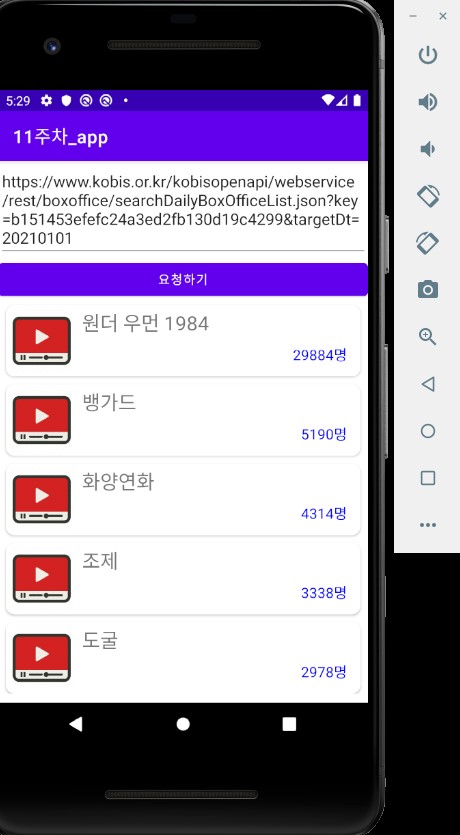 5:29
11주차_app
https://www.kobis.or.kr/kobisopenapi/webservice
/rest/boxoffice/searchDailyBoxOfficeList.json?key
=b151453efefc24a3ed2fb130d19c4299&targetDt=
20210101
요청하기
원더 우먼 1984
29884명
뱅가드
5190명
화양연화
4314명
조제
3338명
도굴
2978명